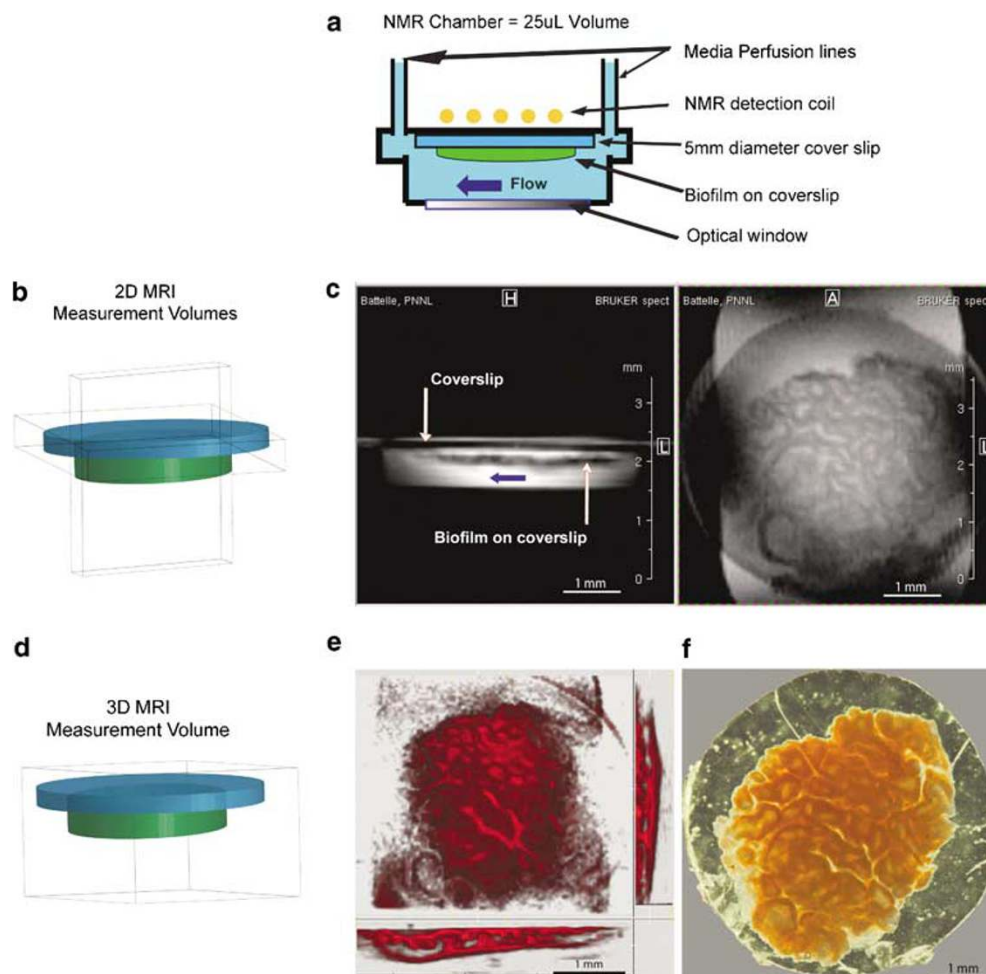 a
NMR Chamber = 25uL Volume
Media Perfusion lines
NMR detection coil
5mm diameter cover slip
Biofilm on coverslip
Optical window
Flow
b
2D MRI
Measurement Volumes
c
Battelle, PNNL
H
BRUKER spect
mm
3
2
1
0
L
Coverslip
Biofilm on coverslip
1 mm
Battelle, PNNL
A
BRUKER spect
mm
3
2
1
0
L
1 mm
d
3D MRI
Measurement Volume
e
1 mm
f
1 mm